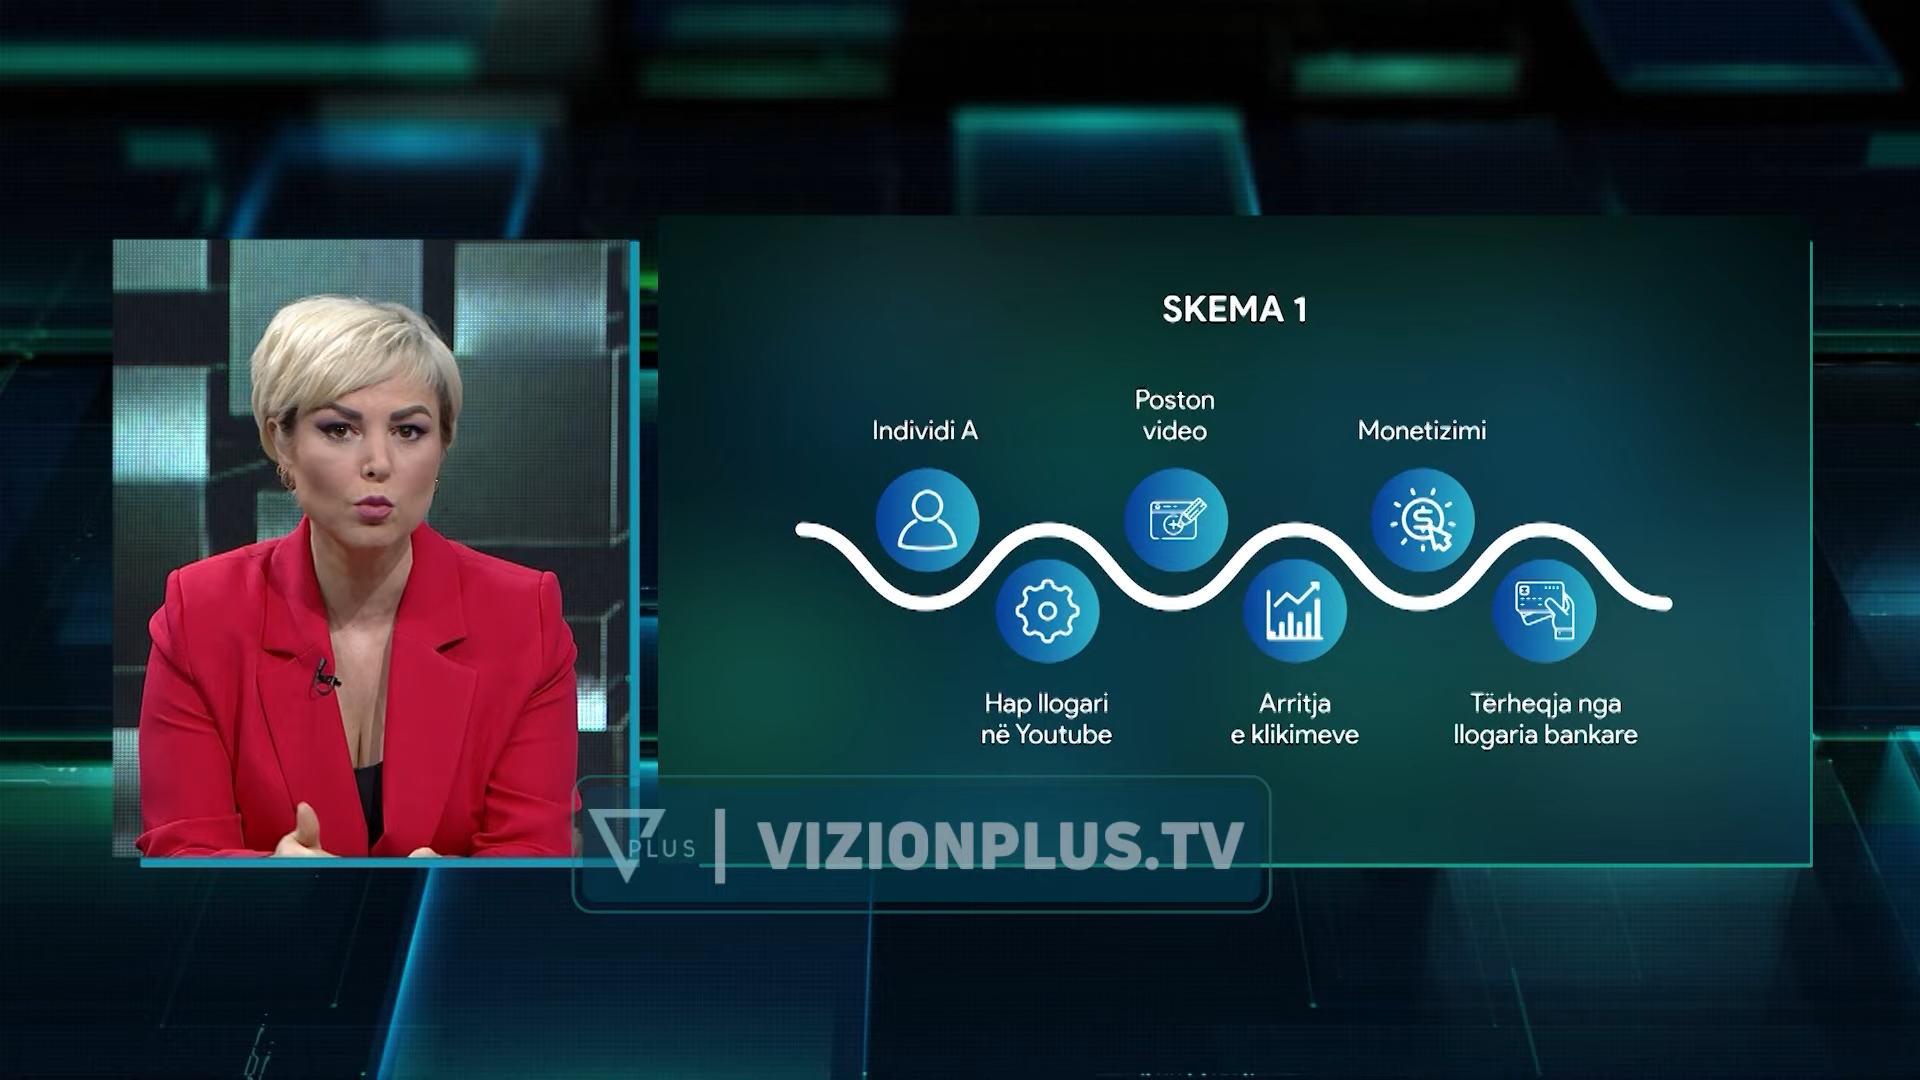 SKEMA 1
Individi A
Hap llogari
në Youtube
Poston
video
Arritja
e klikimeve
Monetizimi
Tërheqja nga
llogaria bankare
PLUS
VIZIONPLUS.TV